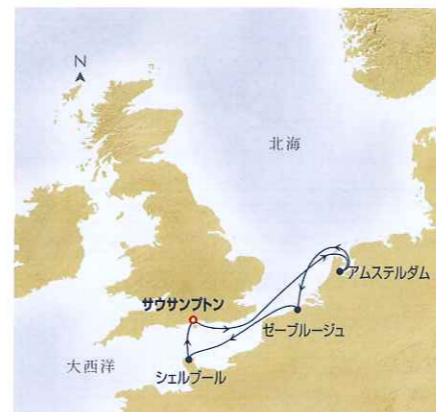 N
北海
アムステルダム
サウサンプトン
ゼーブルージュ
大西洋
シェルブール